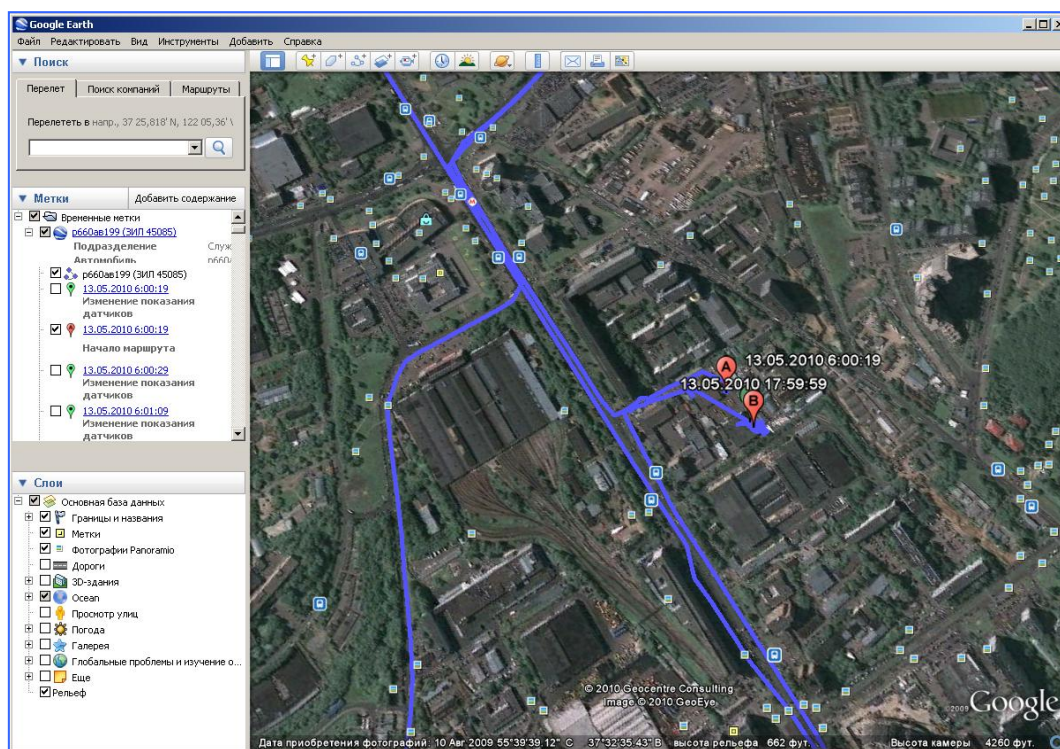 Google Earth
Файл Редактировать Вид Инструменты Добавить Справка
Поиск
Перелет Поиск компаний Маршруты
Перелететь в напр., 37 25,818' N, 122 05,36'
Метки Добавить содержание
Временные метки
р660ав199 (ЗИЛ 45085)
Подразделение Служ
Автомобиль р660
р660ав199 (ЗИЛ 45085)
13.05.2010 6:00:19
Изменение показания
датчиков
13.05.2010 6:00:19
Начало маршрута
13.05.2010 6:00:29
Изменение показания
датчиков
13.05.2010 6:01:09
Изменение показания
датчиков
Слои
Основная база данных
Границы и названия
Метки
Фотографии Panoramio
Дороги
3D-здания
Ocean
Просмотр улиц
Погода
Галерея
Глобальные проблемы и изучение о...
Еще
Рельеф
A 13.05.2010 6:00:19
13.05.2010 17:59:59
B
© 2010 Geocentre Consulting
Image © 2010 GeoEye
©2009 Google
Дата приобретения фотографий: 10 Авг 2009 55°39'39.12" С 37°32'35.43" В высота рельефа 662 фут. Высота камеры 4260 фут.